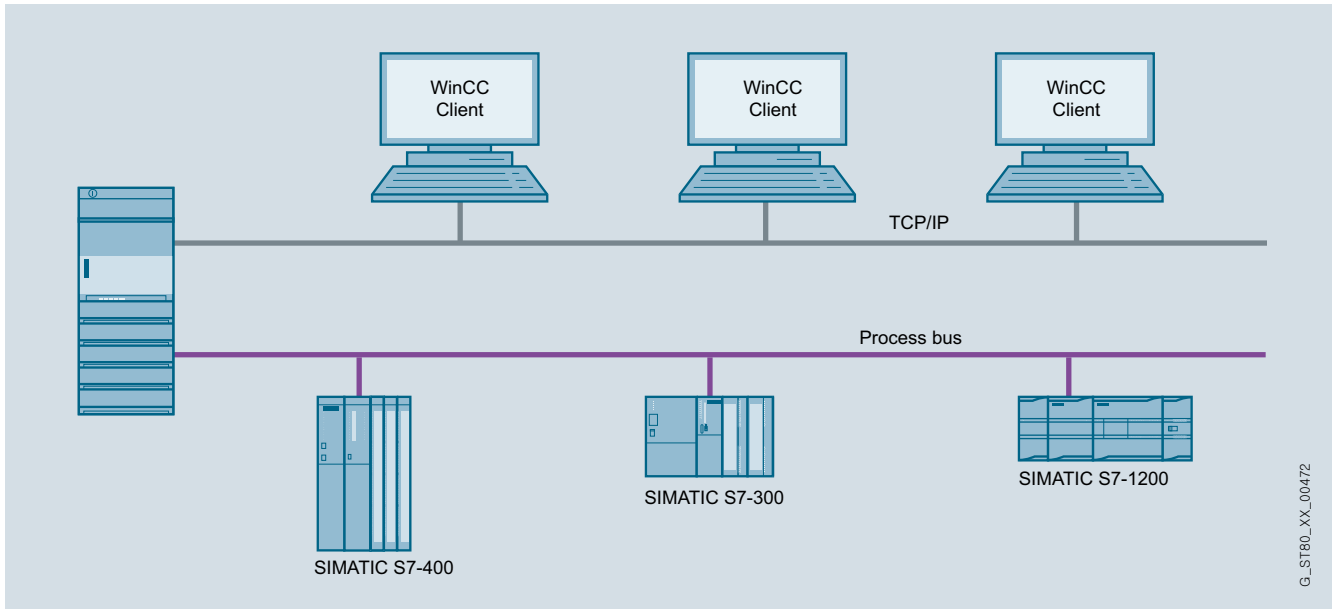 WinCC
Client
WinCC
Client
WinCC
Client
TCP/IP
Process bus
SIMATIC S7-400
SIMATIC S7-300
SIMATIC S7-1200
G_ST80_XX_00472